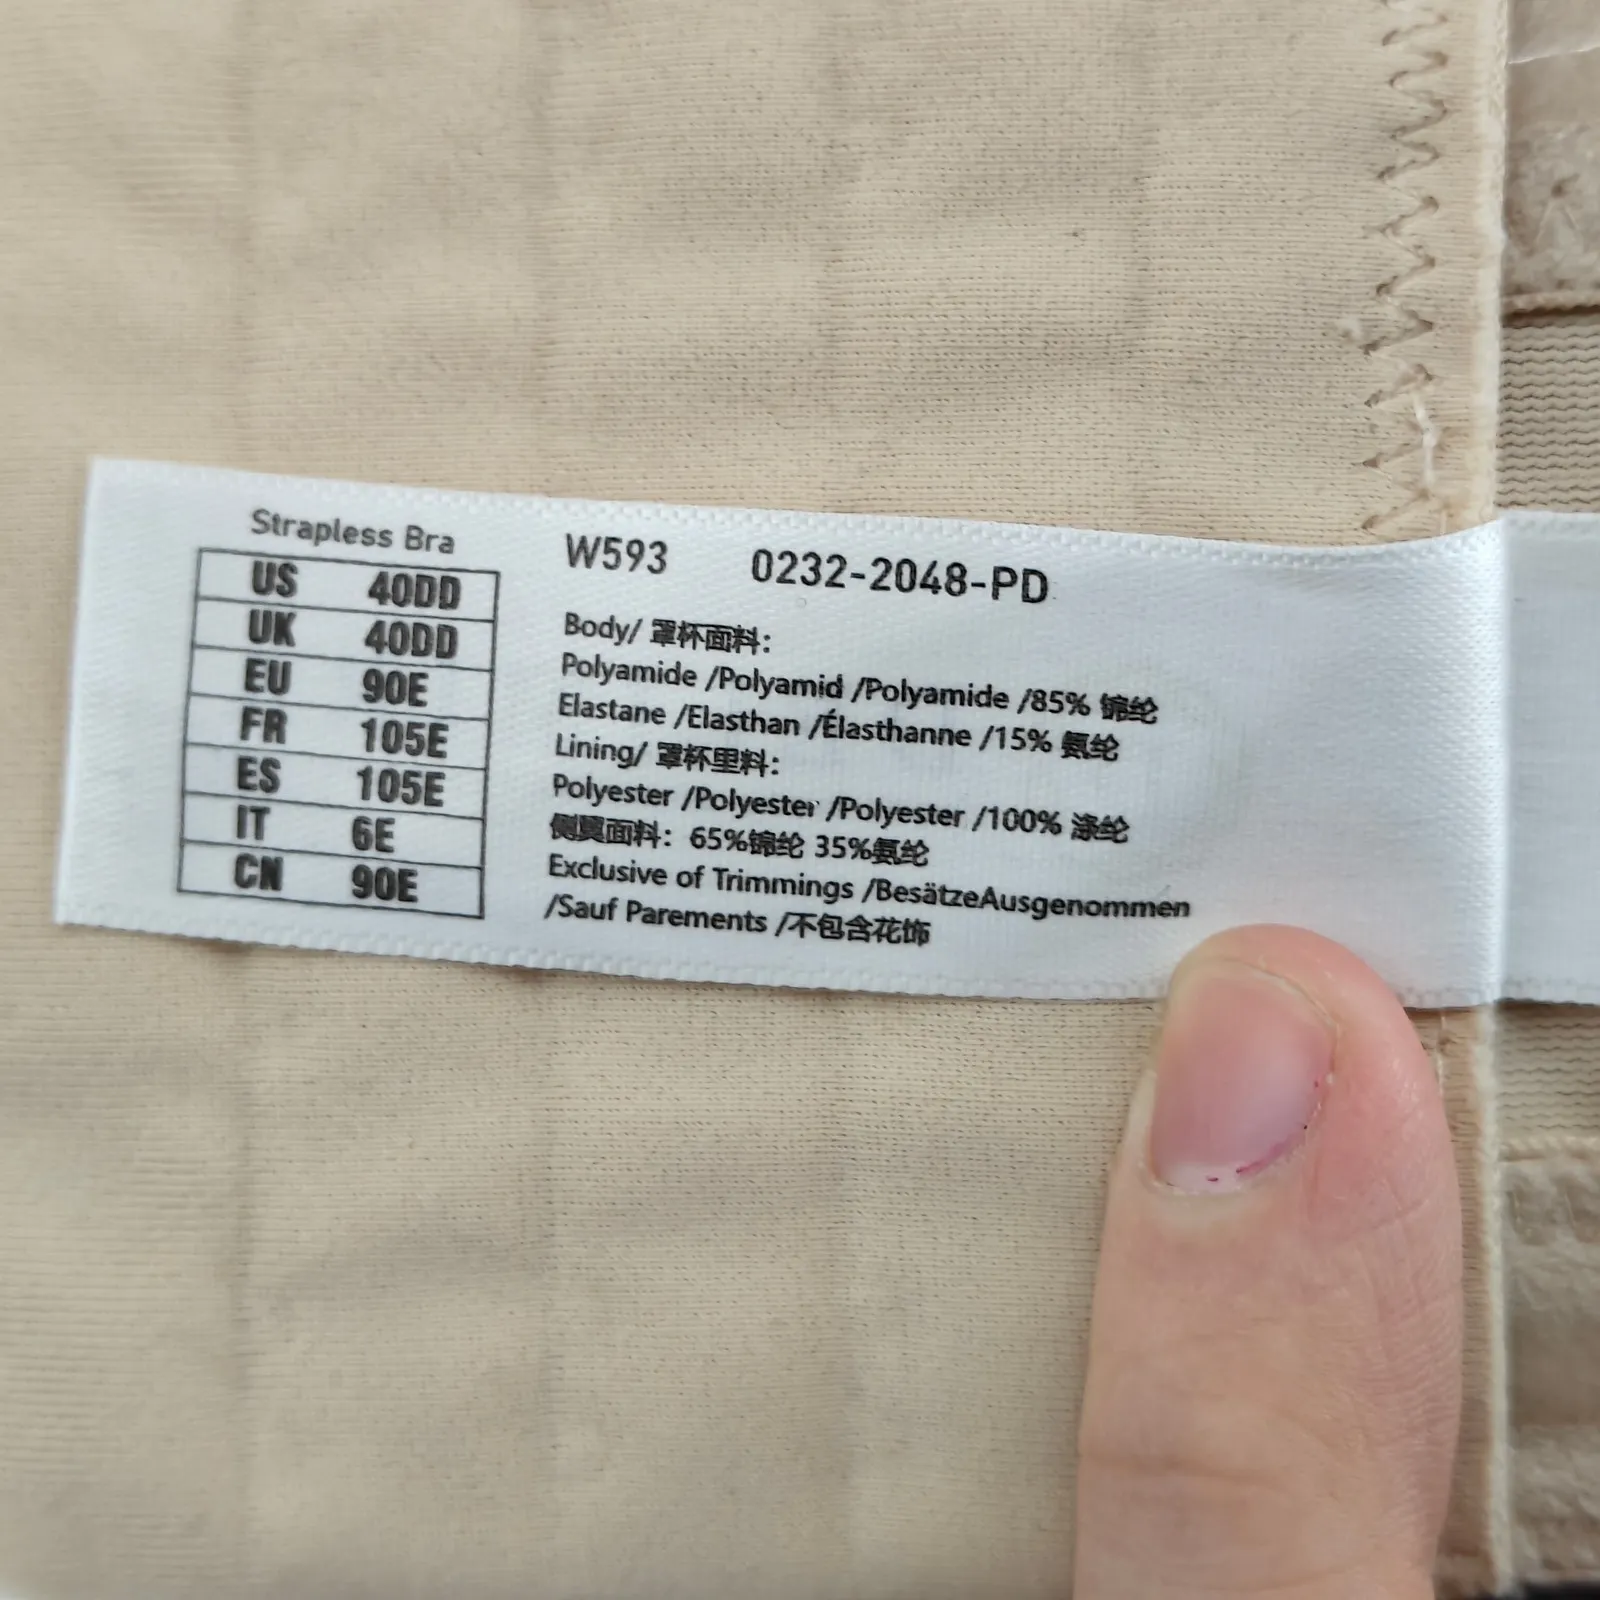 Strapless Bra
US 40DD
UK 40DD
EU 90E
FR 105E
ES 105E
IT 6E
CN 90E
W593 0232-2048-PD
Body/ 罩杯面料：
Polyamide /Polyamid /Polyamide /85% 锦纶
Elastane /Elasthan /Élasthanne /15% 氨纶
Lining/ 罩杯里料：
Polyester /Polyester /Polyester /100% 涤纶
侧翼面料：65%锦纶 35%氨纶
Exclusive of Trimmings /BesätzeAusgenommen
/Sauf Parements /不包含花饰